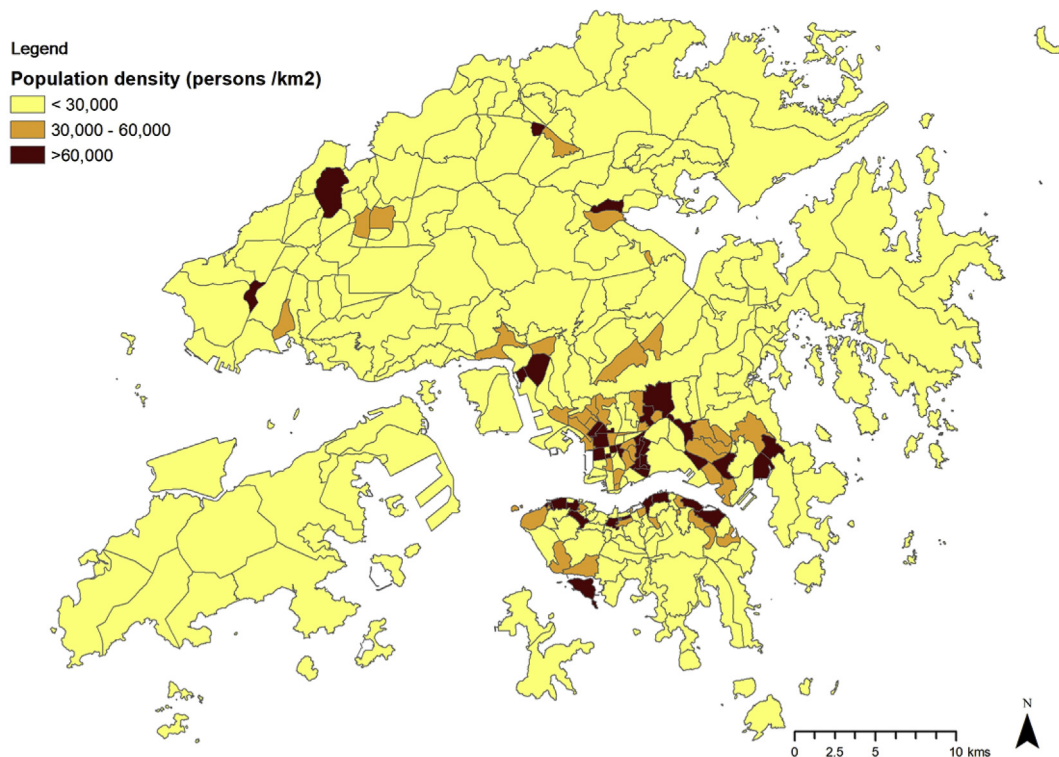 Legend
Population density (persons /km2)
< 30,000
30,000 - 60,000
>60,000
N
0 2.5 5 10 kms